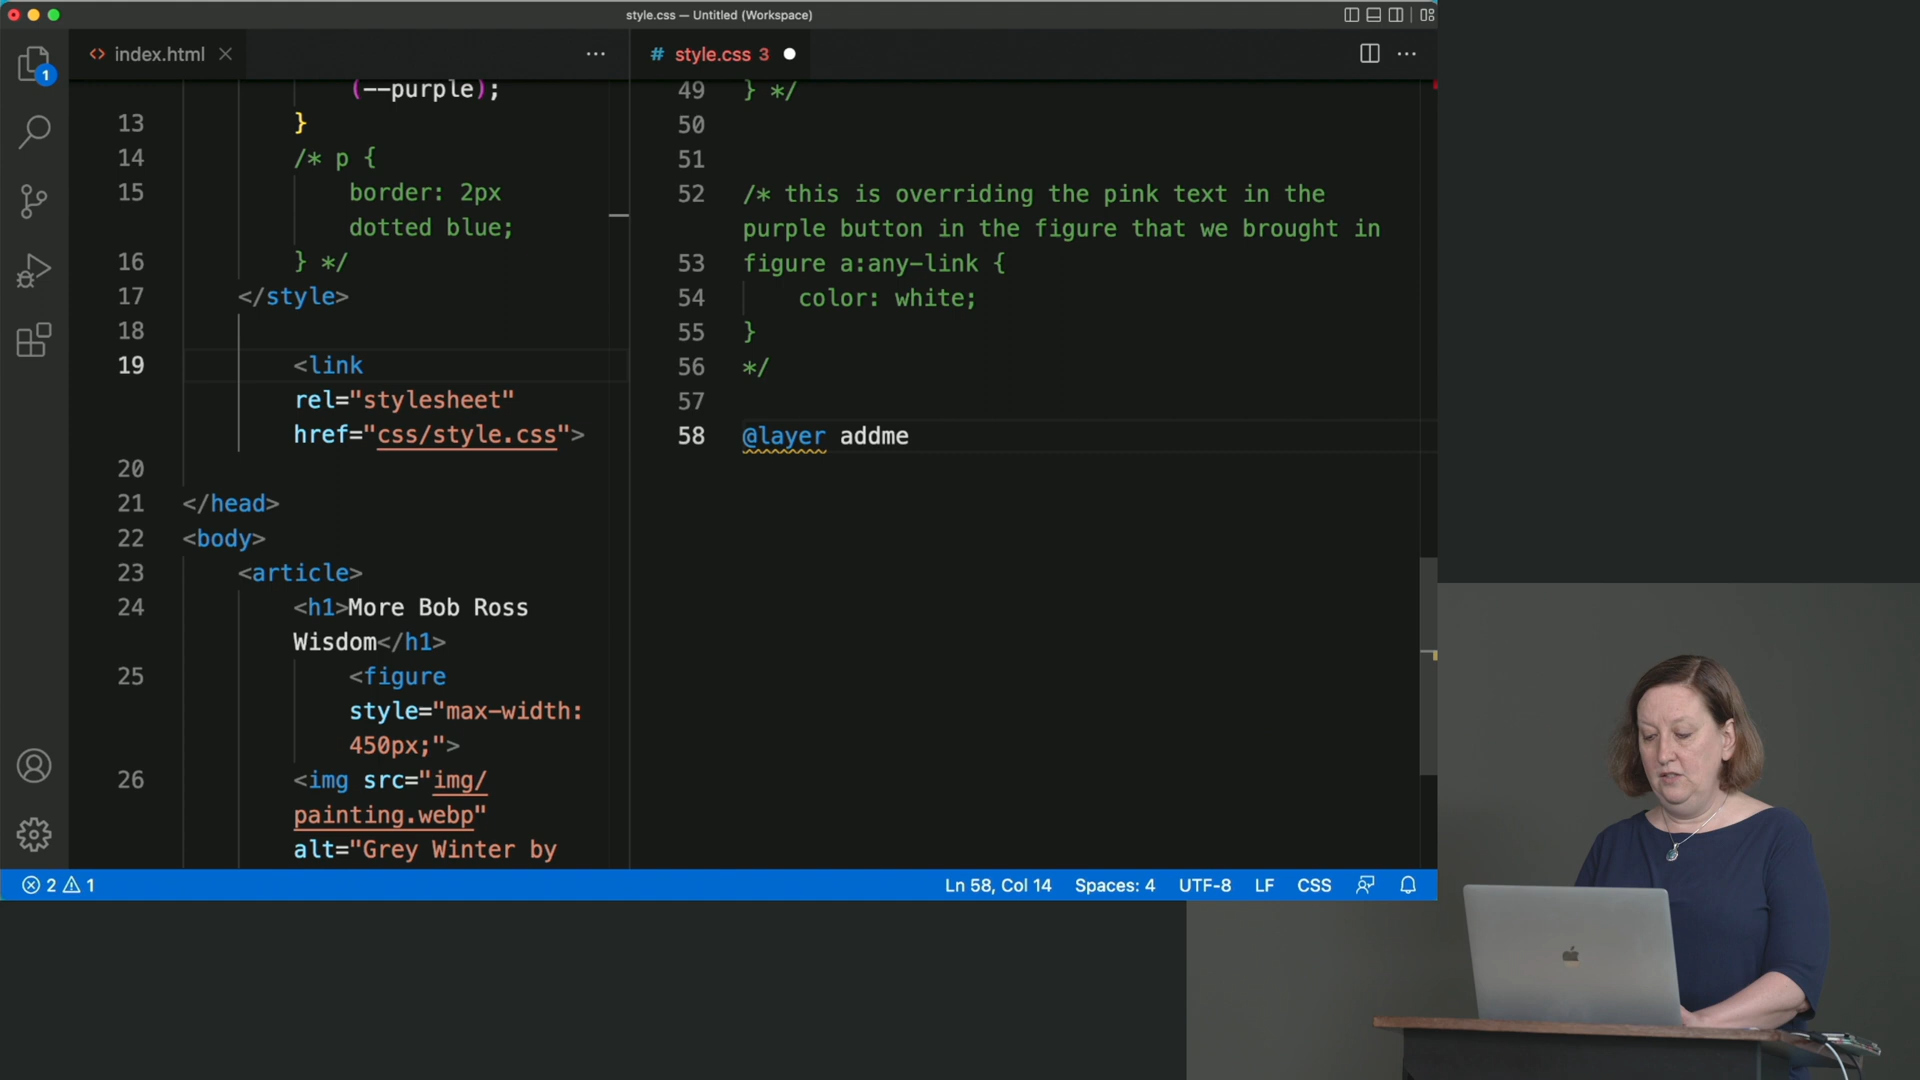 style.css — Untitled (Workspace)
index.html
# style.css 3
1
(--purple);
13 }
14 /* p {
15 border: 2px
dotted blue;
16 } */
17 </style>
18
19 <link
rel="stylesheet"
href="css/style.css">
20
21 </head>
22 <body>
23 <article>
24 <h1>More Bob Ross
Wisdom</h1>
25 <figure
style="max-width:
450px;">
26 <img src="img/
painting.webp"
alt="Grey Winter by
49 } */
50
51
52 /* this is overriding the pink text in the
purple button in the figure that we brought in
53 figure a:any-link {
54 color: white;
55 }
56 */
57
58 @layer addme
2 1
Ln 58, Col 14 Spaces: 4 UTF-8 LF CSS